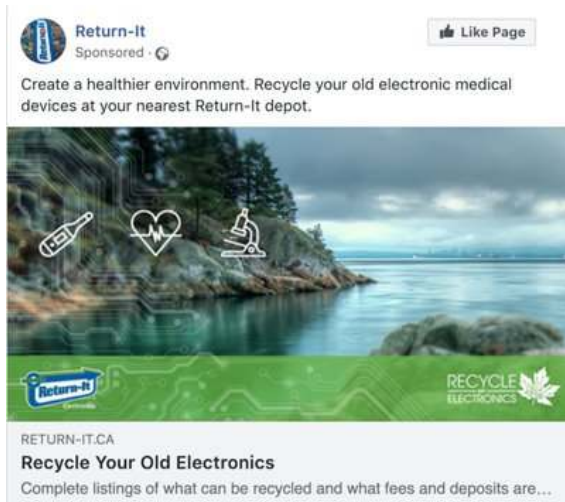 Return-It
Sponsored ·
Like Page
Create a healthier environment. Recycle your old electronic medical
devices at your nearest Return-It depot.
Return-It
RECYCLE
MY
ELECTRONICS
RETURN-IT.CA
Recycle Your Old Electronics
Complete listings of what can be recycled and what fees and deposits are...